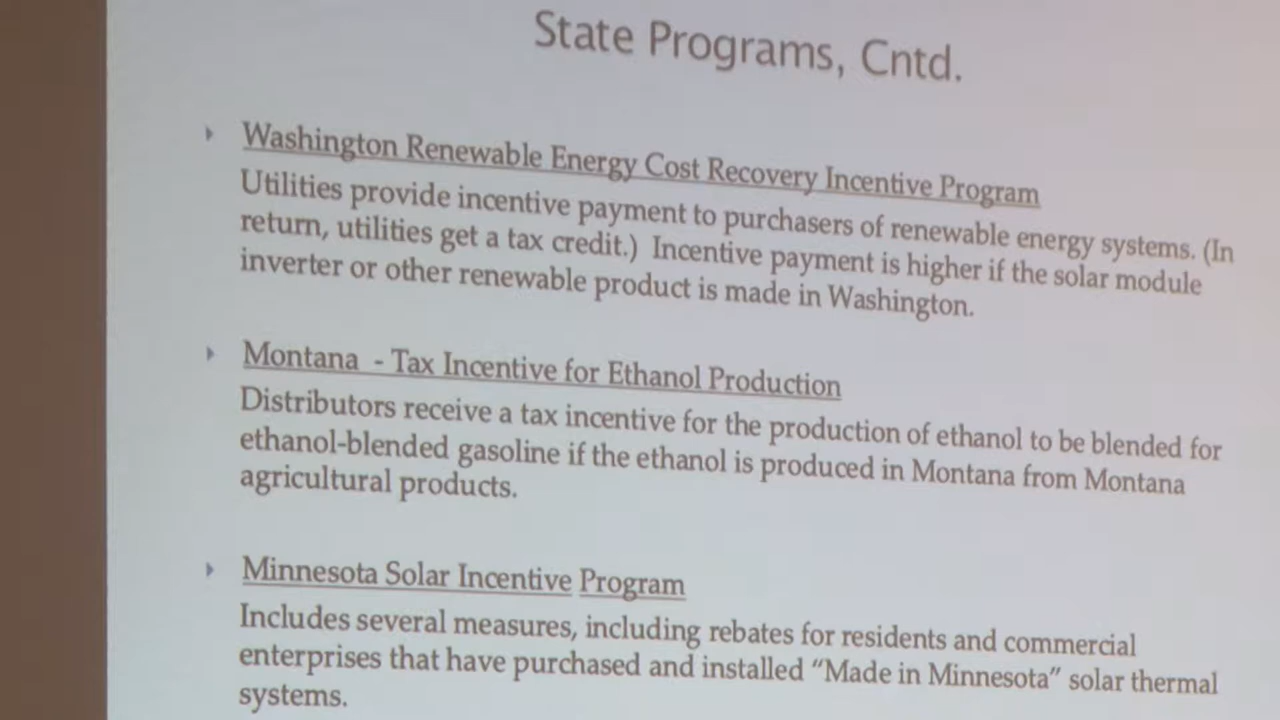 State Programs, Cntd.
Washington Renewable Energy Cost Recovery Incentive Program
Utilities provide incentive payment to purchasers of renewable energy systems. (In
return, utilities get a tax credit.) Incentive payment is higher if the solar module
inverter or other renewable product is made in Washington.
Montana - Tax Incentive for Ethanol Production
Distributors receive a tax incentive for the production of ethanol to be blended for
ethanol-blended gasoline if the ethanol is produced in Montana from Montana
agricultural products.
Minnesota Solar Incentive Program
Includes several measures, including rebates for residents and commercial
enterprises that have purchased and installed “Made in Minnesota” solar thermal
systems.